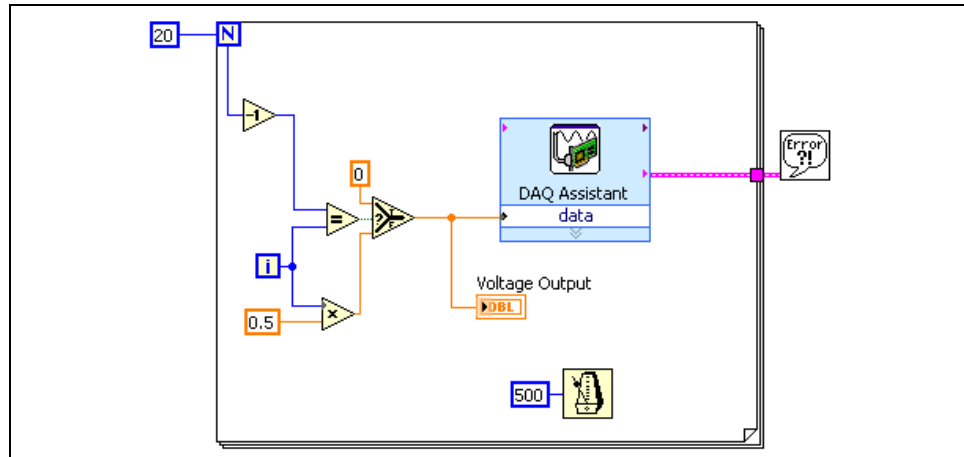 20
N
-1
0
Error
?!
DAQ Assistant
=
?
F
data
i
Voltage Output
0.5
×
DBL
500